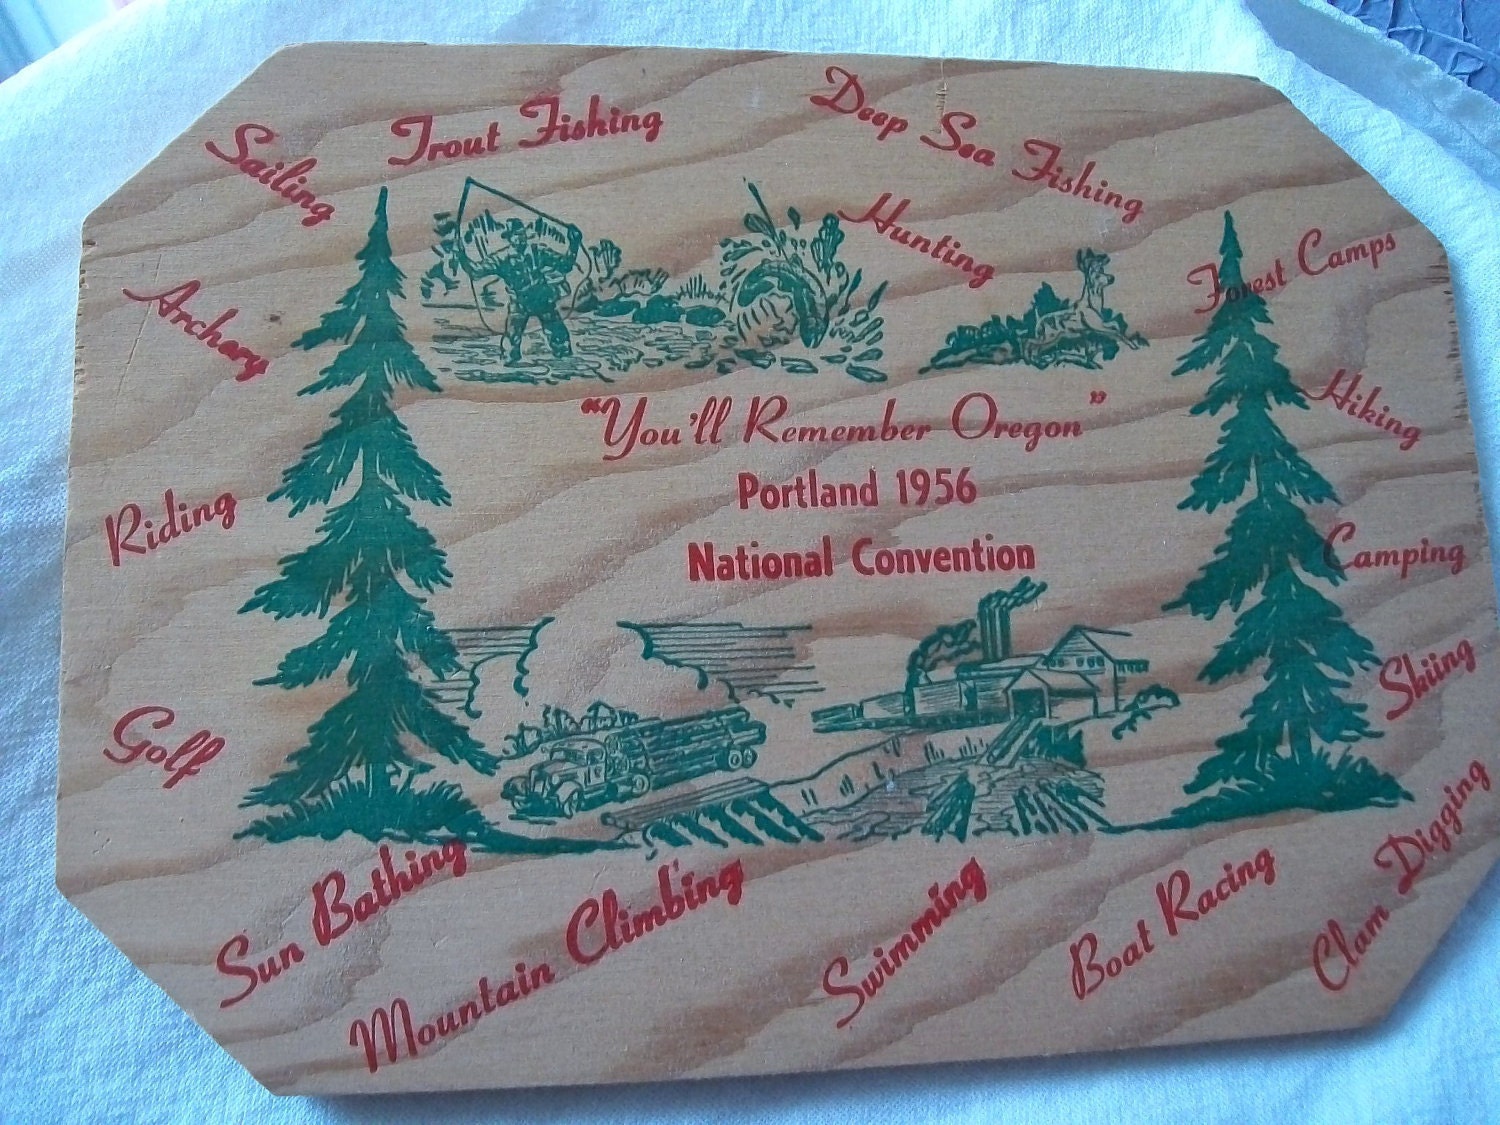 Sailing
Trout Fishing
Deep Sea Fishing
Hunting
Forest Camps
Archery
Hiking
"You'll Remember Oregon"
Portland 1956
National Convention
Riding
Camping
Golf
Skiing
Sun Bathing
Mountain Climbing
Swimming
Boat Racing
Clam Digging